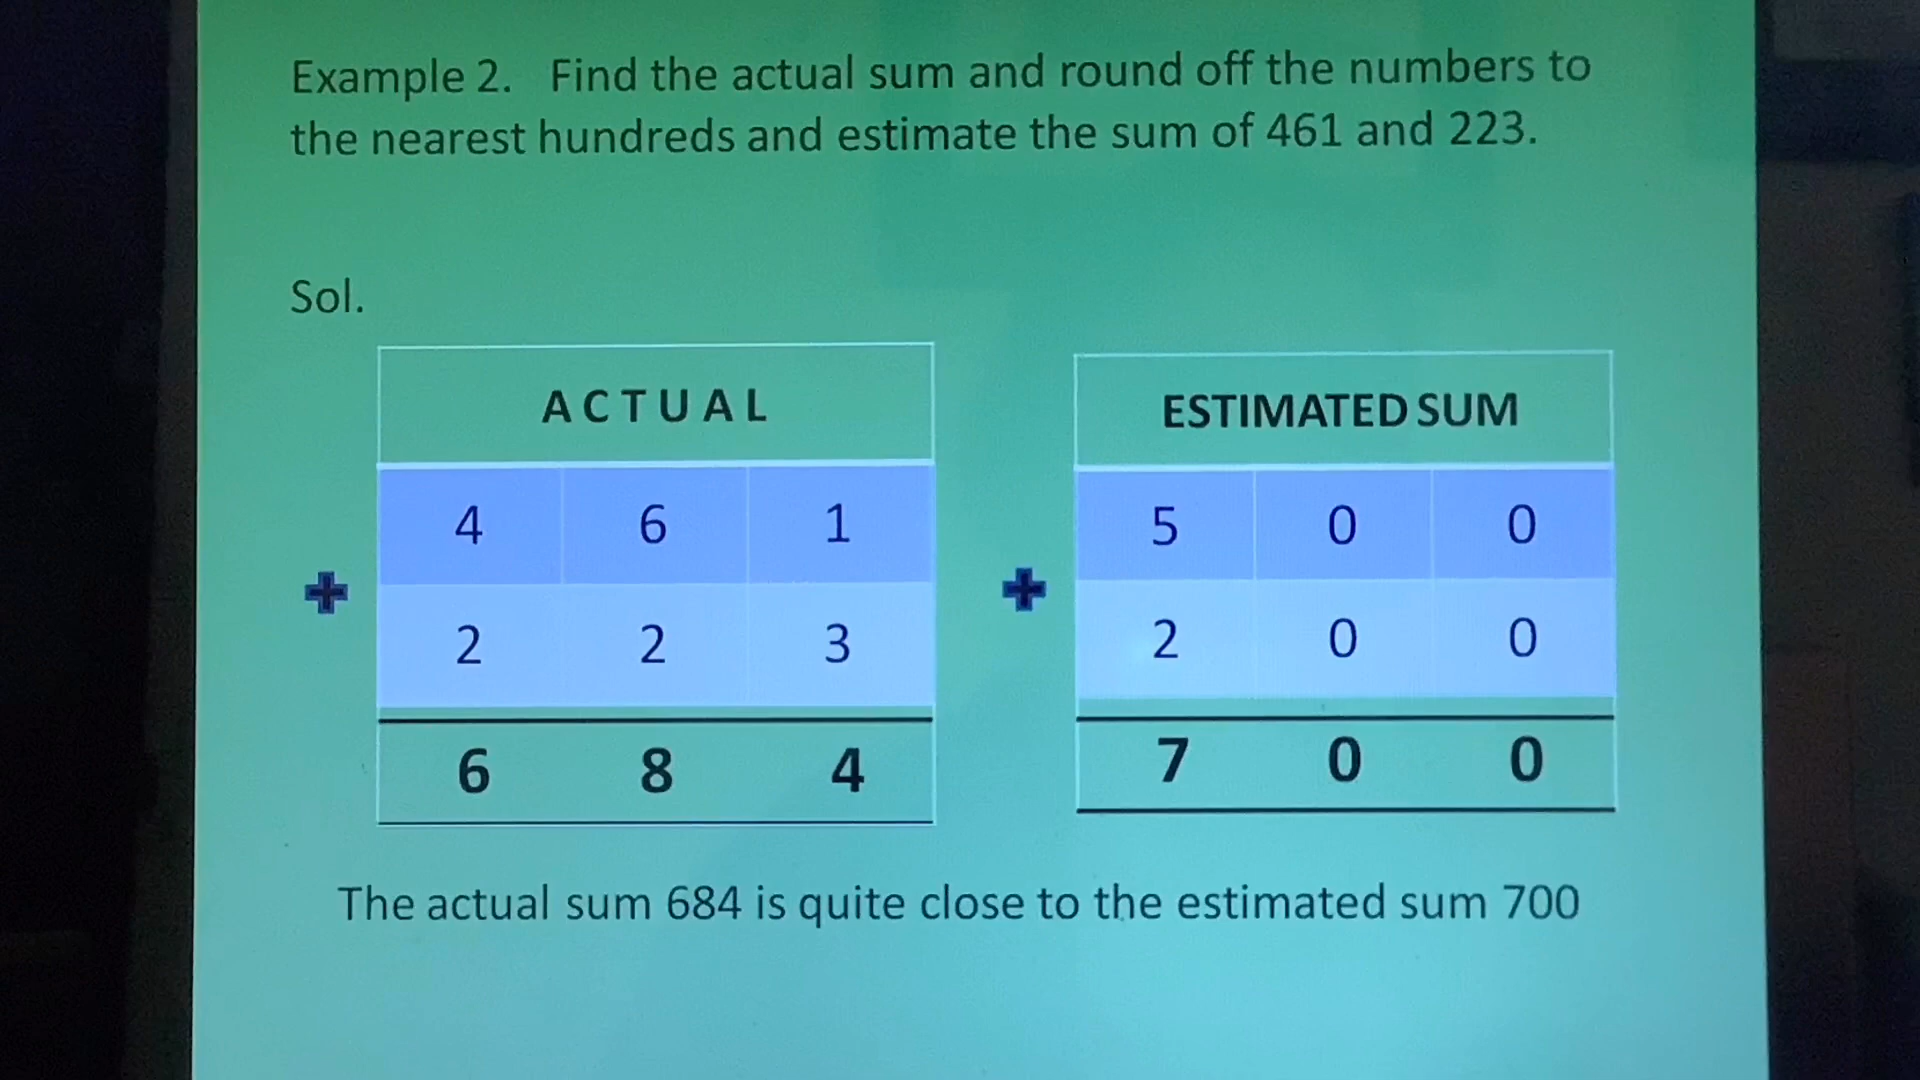 Example 2. Find the actual sum and round off the numbers to
the nearest hundreds and estimate the sum of 461 and 223.
Sol.
ACTUAL
4 6 1
+
2 2 3
6 8 4
ESTIMATED SUM
5 0 0
+
2 0 0
7 0 0
The actual sum 684 is quite close to the estimated sum 700